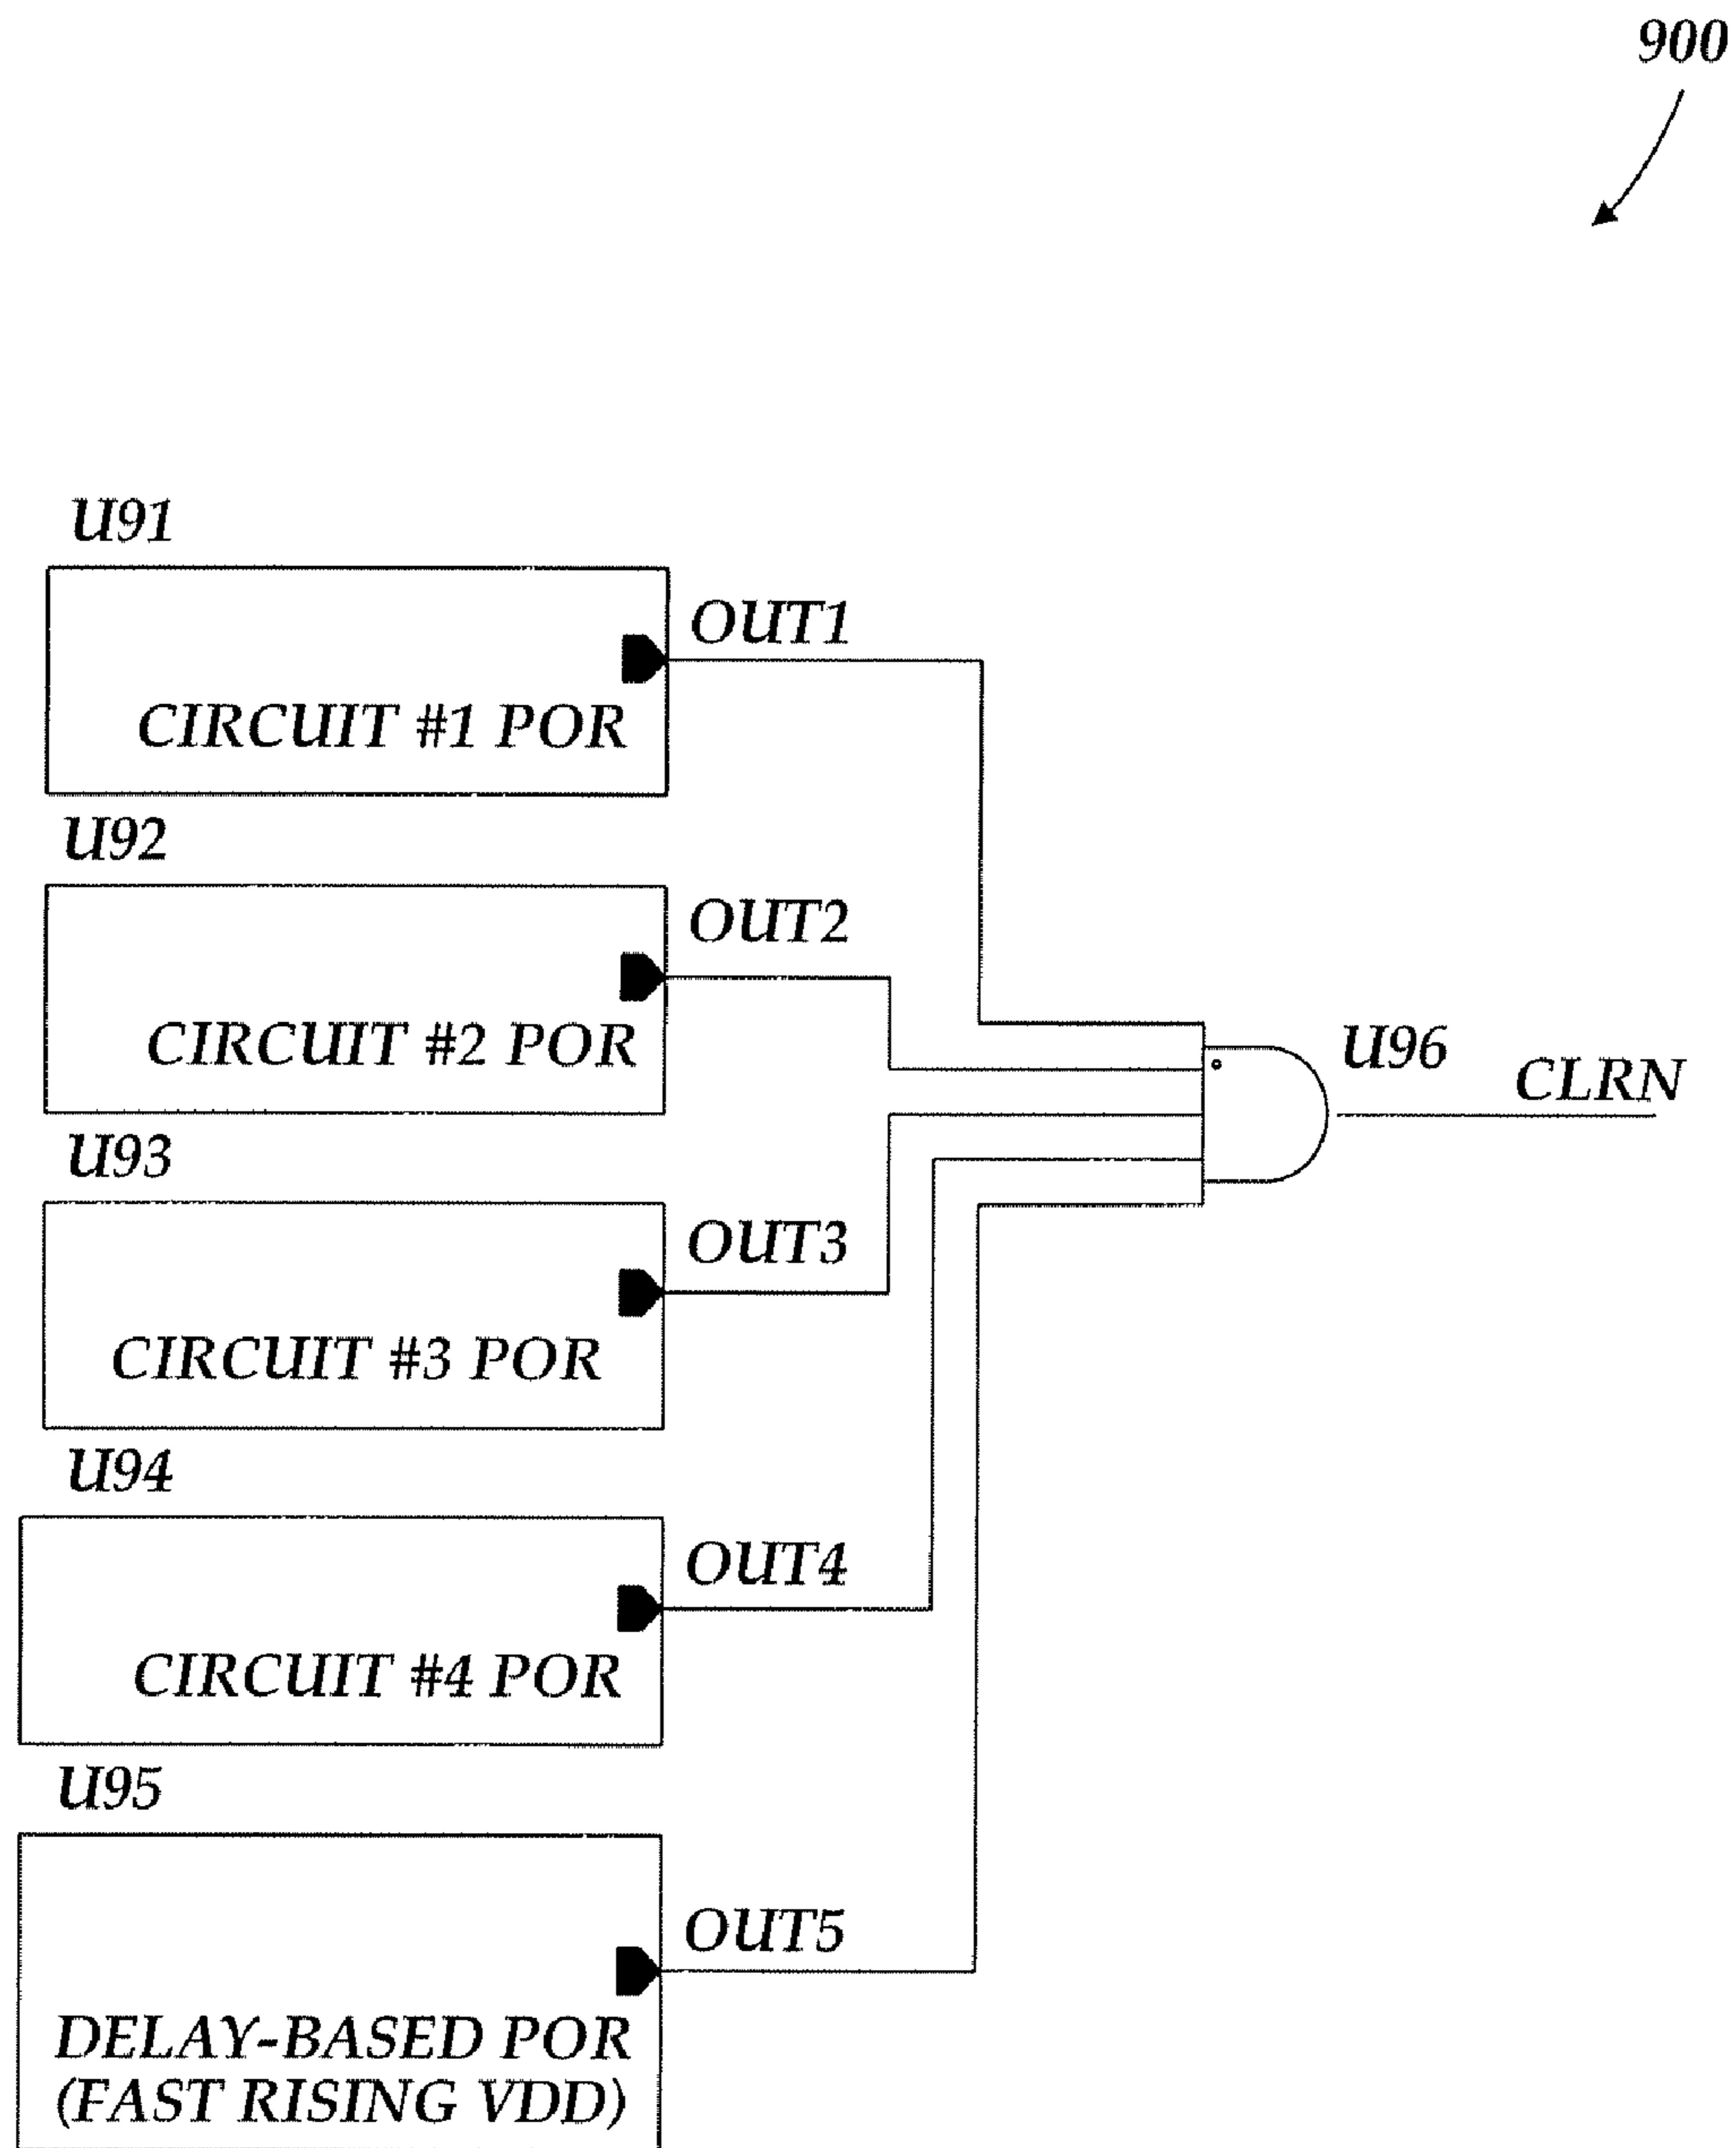 900
U91
OUT1
CIRCUIT #1 POR
U92
OUT2
CIRCUIT #2 POR
U96
CLRN
U93
OUT3
CIRCUIT #3 POR
U94
OUT4
CIRCUIT #4 POR
U95
OUT5
DELAY-BASED POR
(FAST RISING VDD)